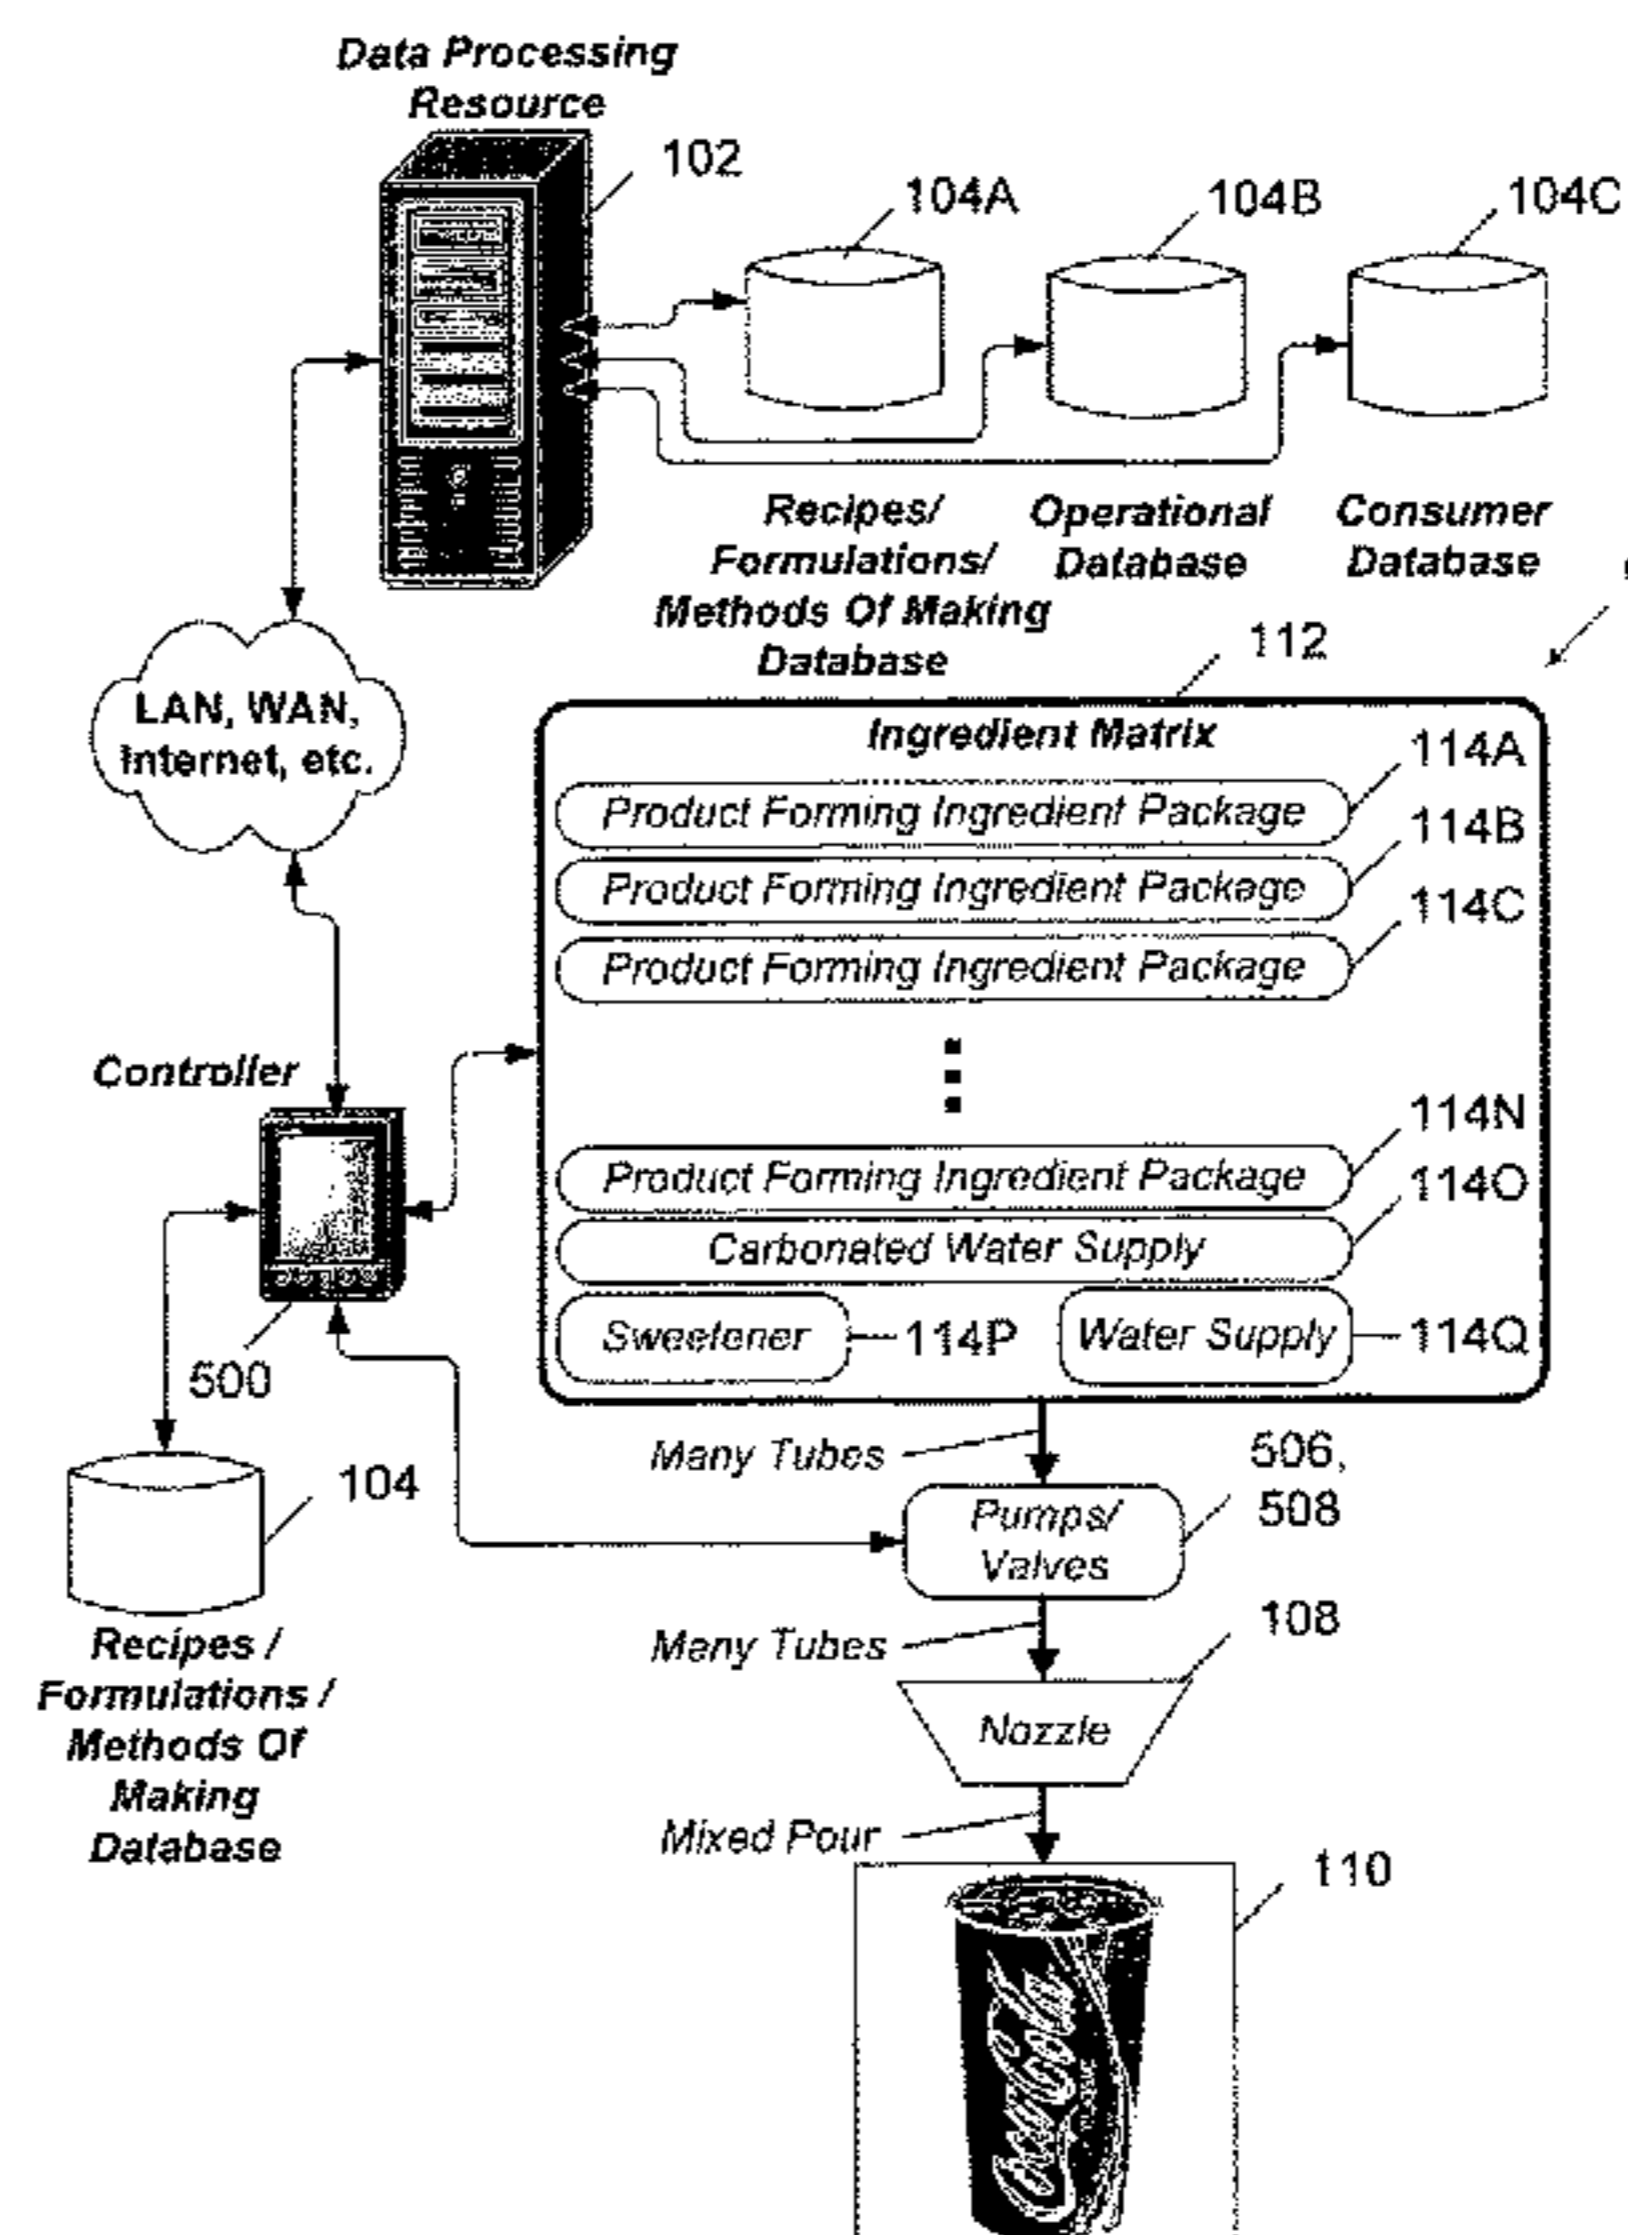 Data Processing
Resource
102
104A
104B
104C
Recipes/
Formulations/
Methods Of Making
Database
Operational
Database
Consumer
Database
LAN, WAN,
Internet, etc.
112
Ingredient Matrix
Product Forming Ingredient Package
114A
Product Forming Ingredient Package
114B
Product Forming Ingredient Package
114C
Controller
Product Forming Ingredient Package
114N
Carbonated Water Supply
114O
Sweetener
114P
Water Supply
114Q
500
Many Tubes
506,
508
Pumps/
Valves
104
Many Tubes
108
Nozzle
Recipes /
Formulations /
Methods Of
Making
Database
Mixed Pour
110
Coca-Cola